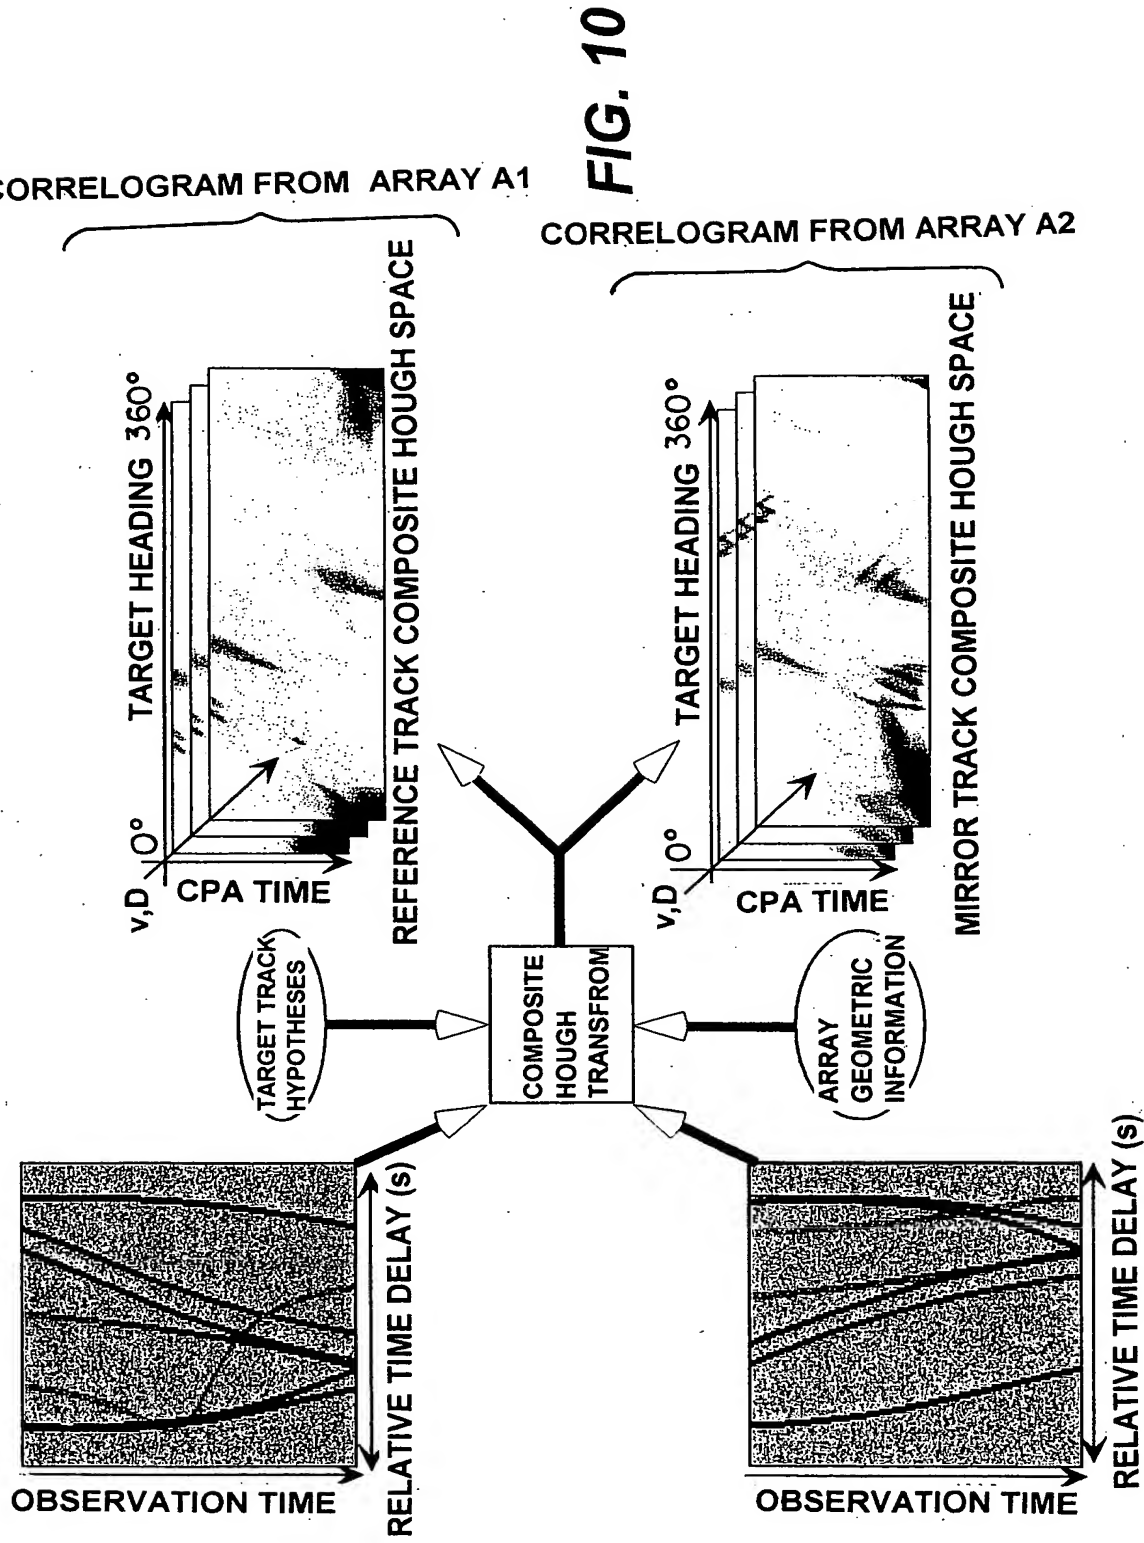 FIG. 10
CORRELOGRAM FROM ARRAY A1
CORRELOGRAM FROM ARRAY A2
TARGET HEADING 360°
0°
v,D
CPA TIME
REFERENCE TRACK COMPOSITE HOUGH SPACE
TARGET HEADING 360°
0°
v,D
CPA TIME
MIRROR TRACK COMPOSITE HOUGH SPACE
TARGET TRACK
HYPOTHESES
COMPOSITE
HOUGH
TRANSFROM
ARRAY
GEOMETRIC
INFORMATION
OBSERVATION TIME
RELATIVE TIME DELAY (s)
OBSERVATION TIME
RELATIVE TIME DELAY (s)